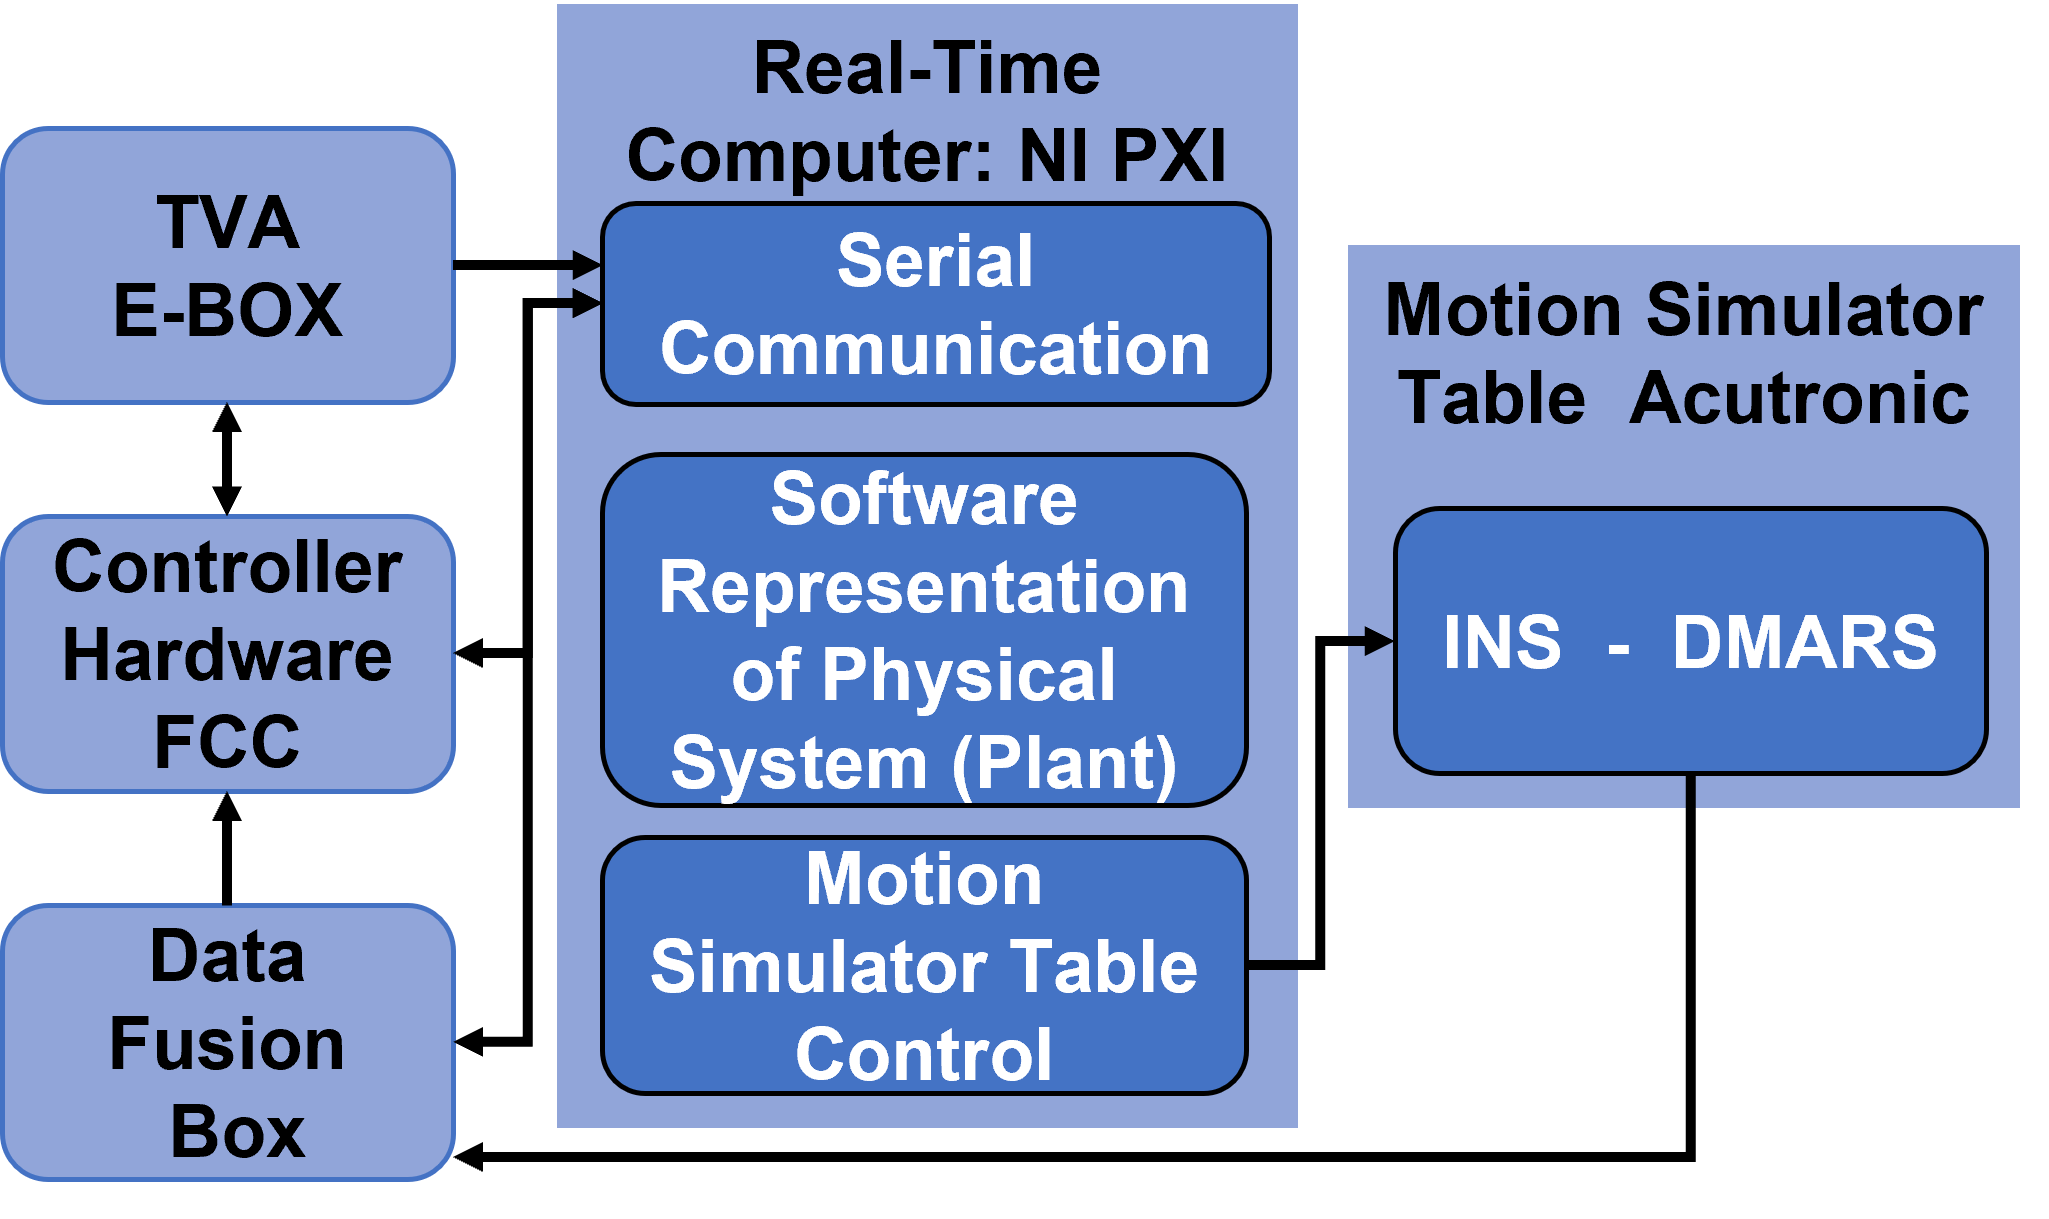 TVA
E-BOX
Controller
Hardware
FCC
Data
Fusion
Box
Real-Time
Computer: NI PXI
Serial
Communication
Software
Representation
of Physical
System (Plant)
Motion
Simulator Table
Control
Motion Simulator
Table Acutronic
INS - DMARS